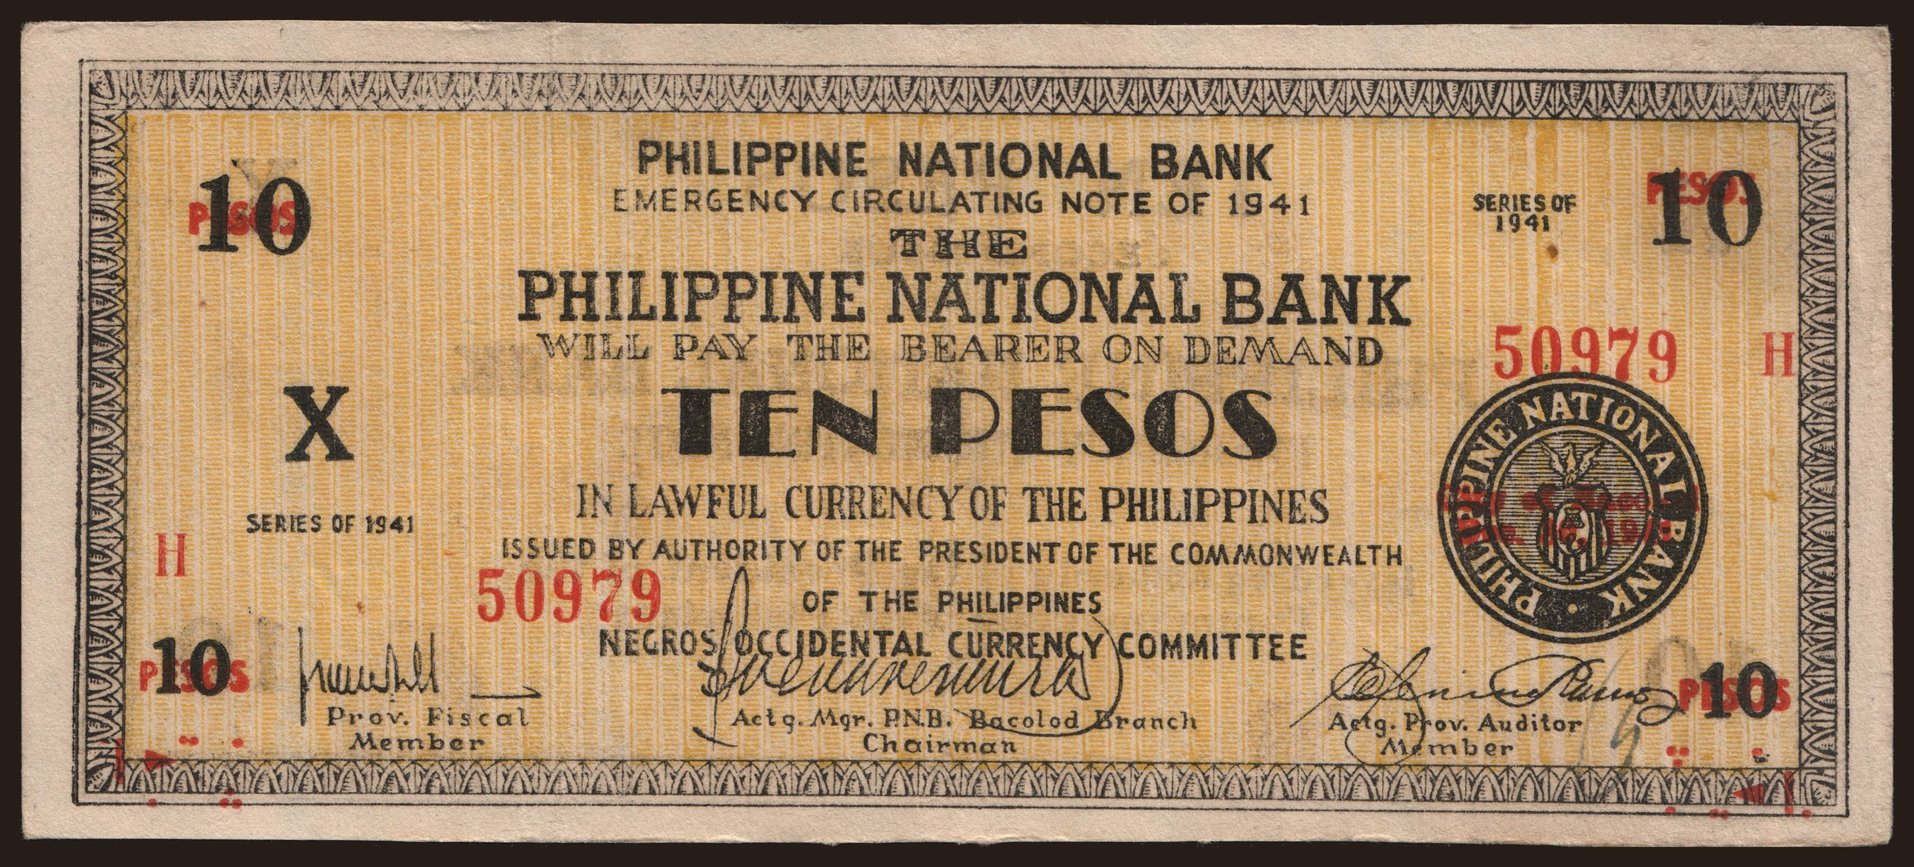 PHILIPPINE NATIONAL BANK
EMERGENCY CIRCULATING NOTE OF 1941
10
PESOS
SERIES OF
1941
10
PESOS
THE
PHILIPPINE NATIONAL BANK
WILL PAY THE BEARER ON DEMAND
50979 H
X
TEN PESOS
PHILIPPINE NATIONAL BANK
IN LAWFUL CURRENCY OF THE PHILIPPINES
SERIES OF 1941
ISSUED BY AUTHORITY OF THE PRESIDENT OF THE COMMONWEALTH
H
50979
OF THE PHILIPPINES
NEGROS OCCIDENTAL CURRENCY COMMITTEE
10
PESOS
10
PESOS
Prov. Fiscal
Member
Actg. Mgr. P.N.B. Bacolod Branch
Chairman
Actg. Prov. Auditor
Member